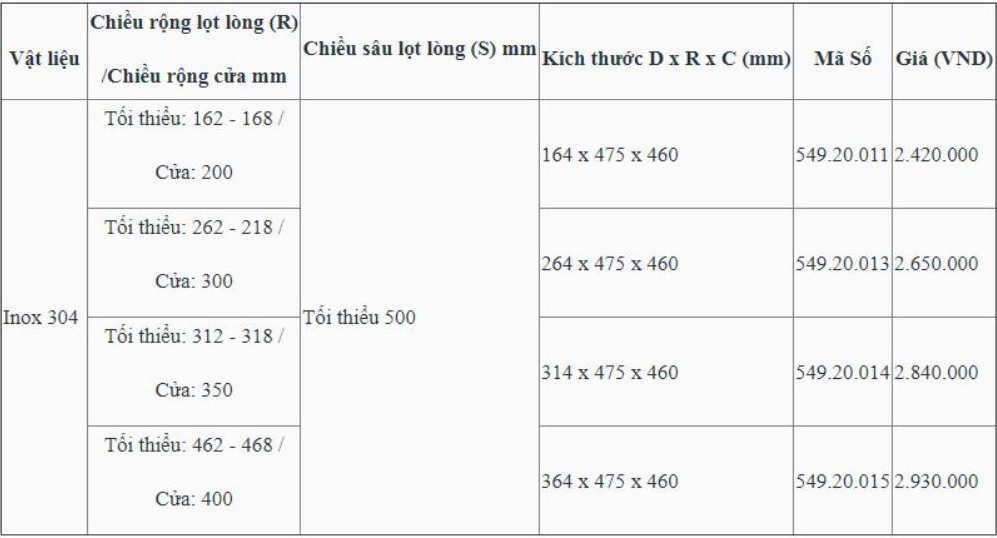 Vật liệu
Chiều rộng lọt lòng (R)
/Chiều rộng cửa mm
Chiều sâu lọt lòng (S) mm
Kích thước D x R x C (mm)
Mã Số
Giá (VND)
Inox 304
Tối thiểu: 162 - 168 /
Cửa: 200
Tối thiểu 500
164 x 475 x 460
549.20.011
2.420.000
Tối thiểu: 262 - 218 /
Cửa: 300
264 x 475 x 460
549.20.013
2.650.000
Tối thiểu: 312 - 318 /
Cửa: 350
314 x 475 x 460
549.20.014
2.840.000
Tối thiểu: 462 - 468 /
Cửa: 400
364 x 475 x 460
549.20.015
2.930.000